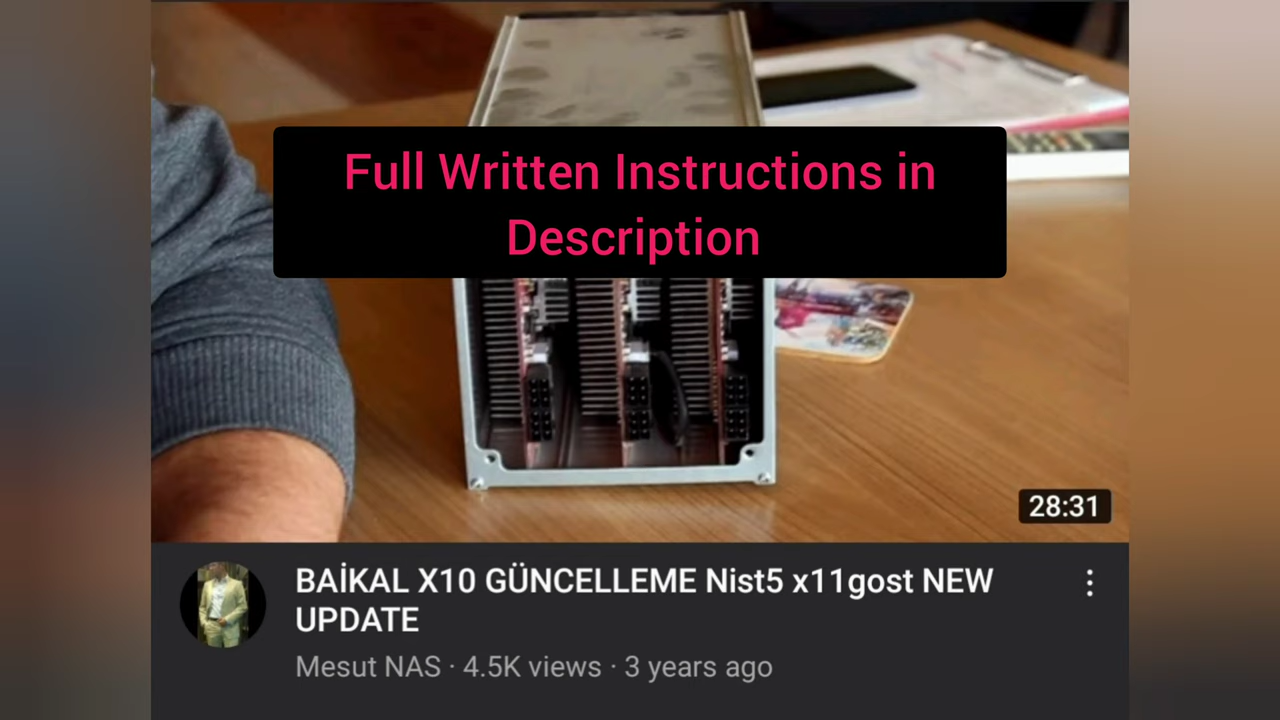 Full Written Instructions in
Description
28:31
BAİKAL X10 GÜNCELLEME Nist5 x11gost NEW
UPDATE
Mesut NAS · 4.5K views · 3 years ago